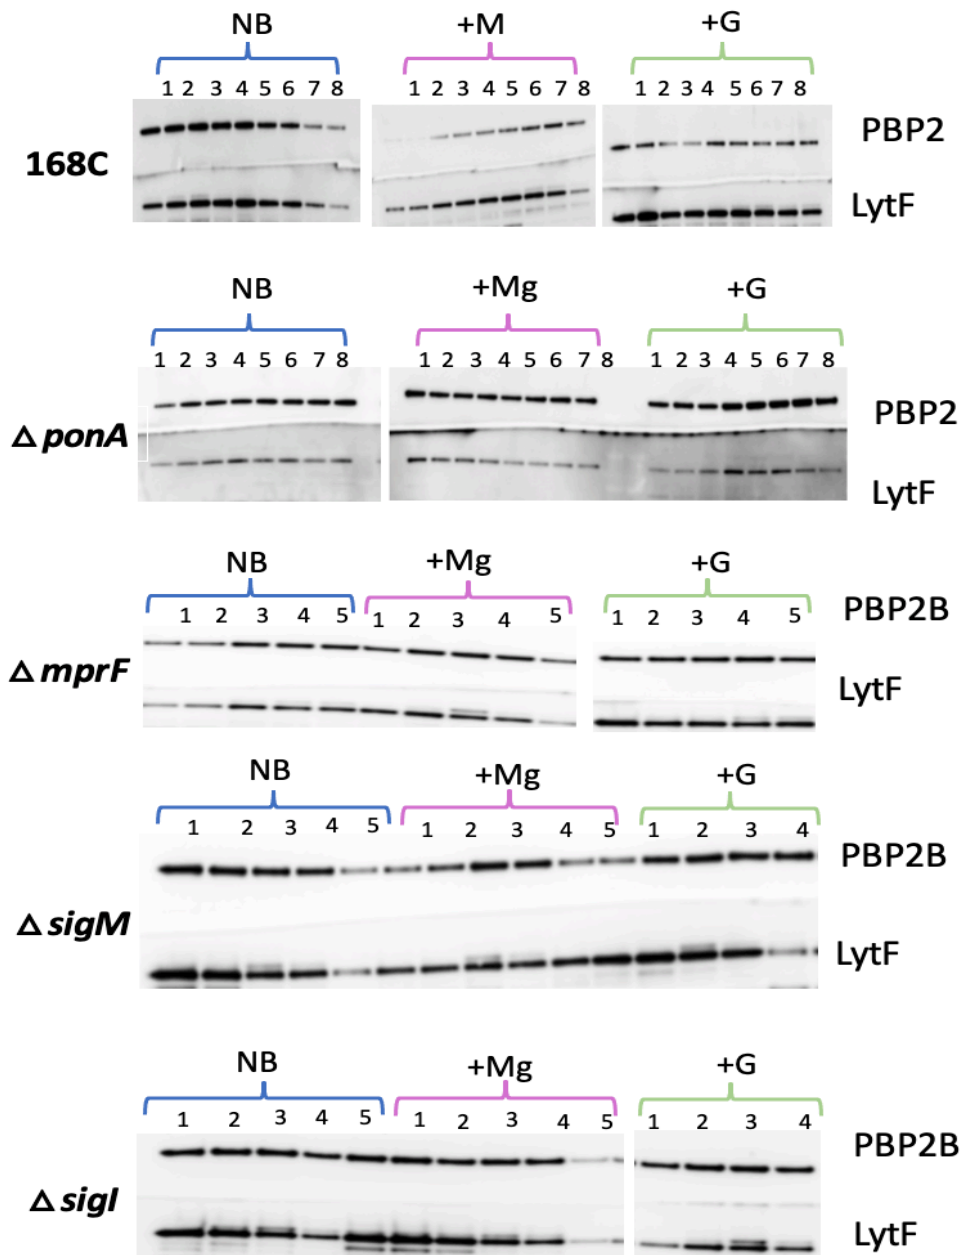 NB +M +G
1 2 3 4 5 6 7 8 1 2 3 4 5 6 7 8 1 2 3 4 5 6 7 8
168C PBP2
LytF
NB +Mg +G
1 2 3 4 5 6 7 8 1 2 3 4 5 6 7 8 1 2 3 4 5 6 7 8
Δ ponA PBP2
LytF
NB +Mg +G
1 2 3 4 5 1 2 3 4 5 1 2 3 4 5 PBP2B
Δ mprF LytF
NB +Mg +G
1 2 3 4 5 1 2 3 4 5 1 2 3 4
PBP2B
Δ sigM LytF
NB +Mg +G
1 2 3 4 5 1 2 3 4 5 1 2 3 4
PBP2B
Δ sigI LytF